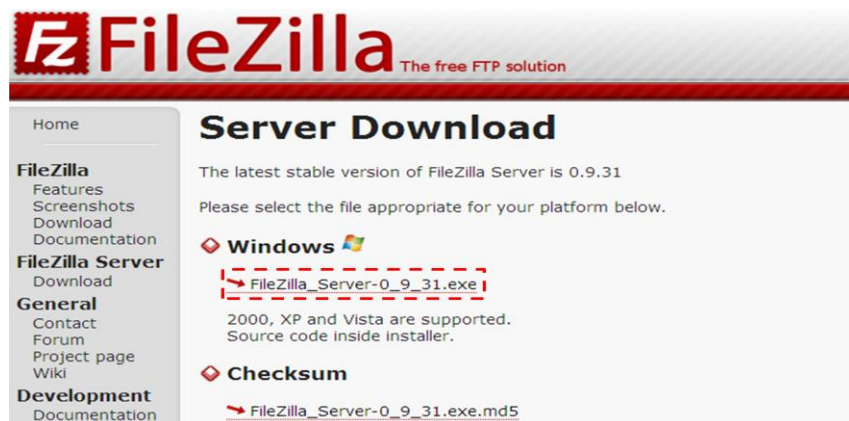 Fz FileZilla The free FTP solution
Home
FileZilla
Features
Screenshots
Download
Documentation
FileZilla Server
Download
General
Contact
Forum
Project page
Wiki
Development
Documentation
Server Download
The latest stable version of FileZilla Server is 0.9.31
Please select the file appropriate for your platform below.
Windows
FileZilla_Server-0_9_31.exe
2000, XP and Vista are supported.
Source code inside installer.
Checksum
FileZilla_Server-0_9_31.exe.md5